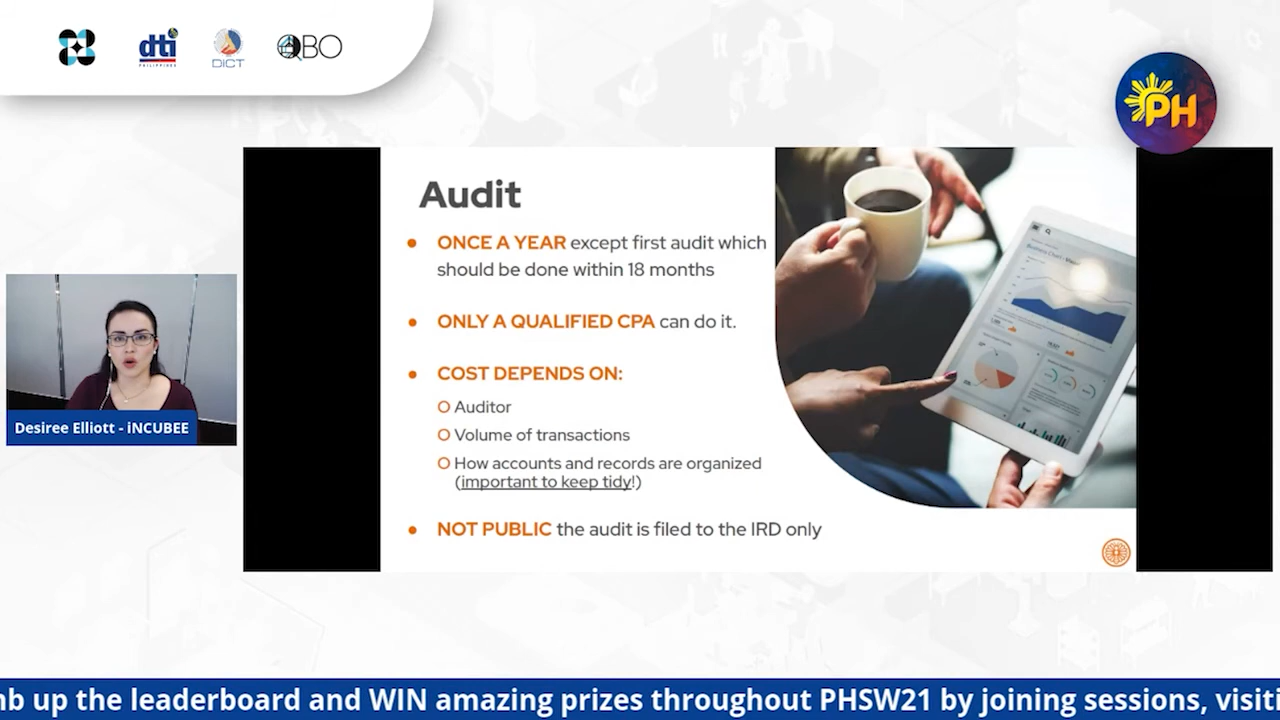 dti
PHILIPPINES
DICT
QBO
PH
Audit
ONCE A YEAR except first audit which
should be done within 18 months
ONLY A QUALIFIED CPA can do it.
COST DEPENDS ON:
Auditor
Volume of transactions
How accounts and records are organized
(important to keep tidy!)
NOT PUBLIC the audit is filed to the IRD only
Desiree Elliott - iNCUBEE
mb up the leaderboard and WIN amazing prizes throughout PHSW21 by joining sessions, visiti